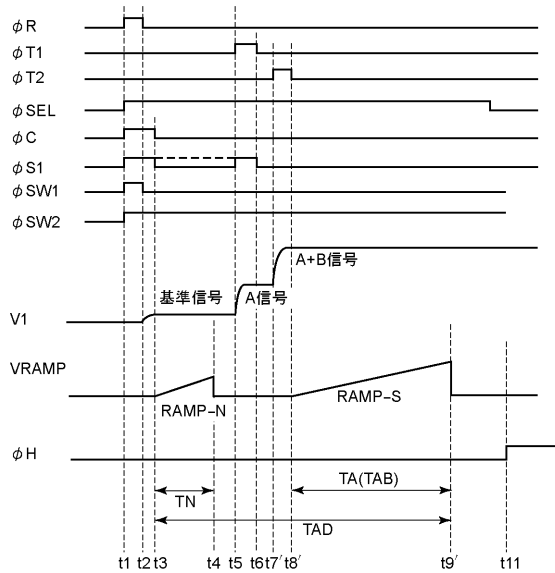 φR
φT1
φT2
φSEL
φC
φS1
φSW1
φSW2
A+B信号
基準信号
A信号
V1
VRAMP
RAMP-N
RAMP-S
φH
TN
TA(TAB)
TAD
t1 t2 t3 t4 t5 t6 t7′ t8′ t9′ t11